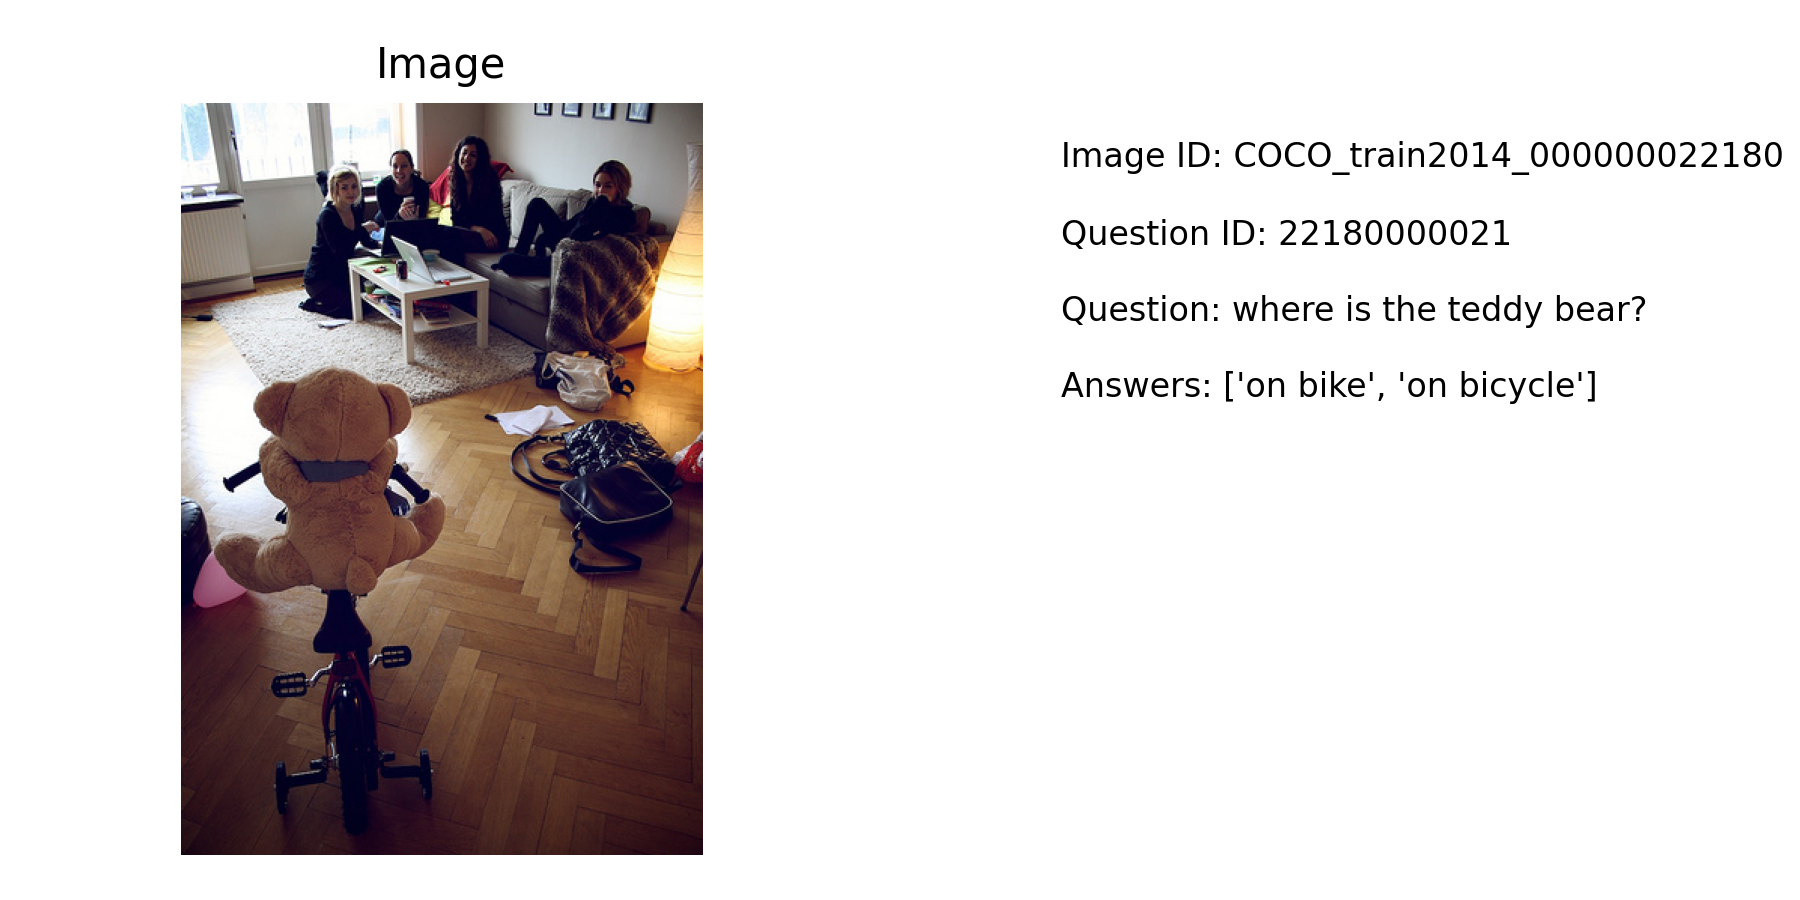 Image
Image ID: COCO_train2014_000000022180
Question ID: 22180000021
Question: where is the teddy bear?
Answers: ['on bike', 'on bicycle']